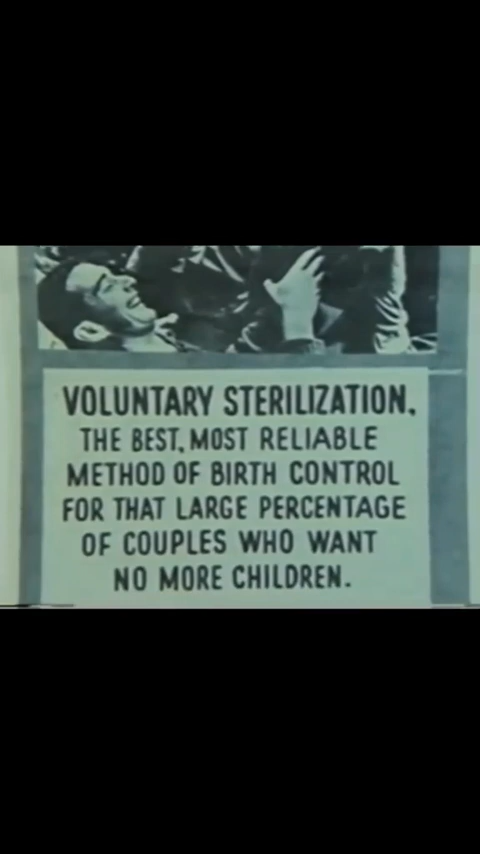 VOLUNTARY STERILIZATION,
THE BEST, MOST RELIABLE
METHOD OF BIRTH CONTROL
FOR THAT LARGE PERCENTAGE
OF COUPLES WHO WANT
NO MORE CHILDREN.